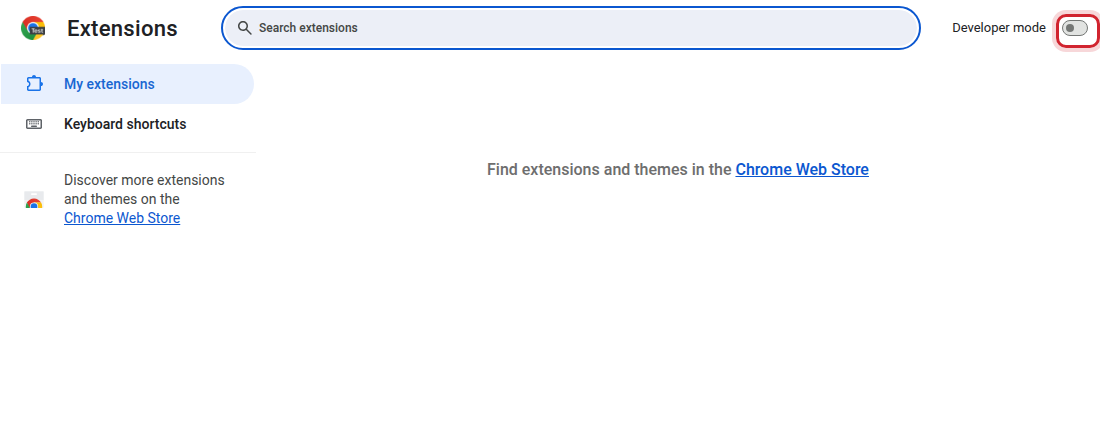 Test
Extensions
Search extensions
Developer mode
My extensions
Keyboard shortcuts
Discover more extensions
and themes on the
Chrome Web Store
Find extensions and themes in the Chrome Web Store